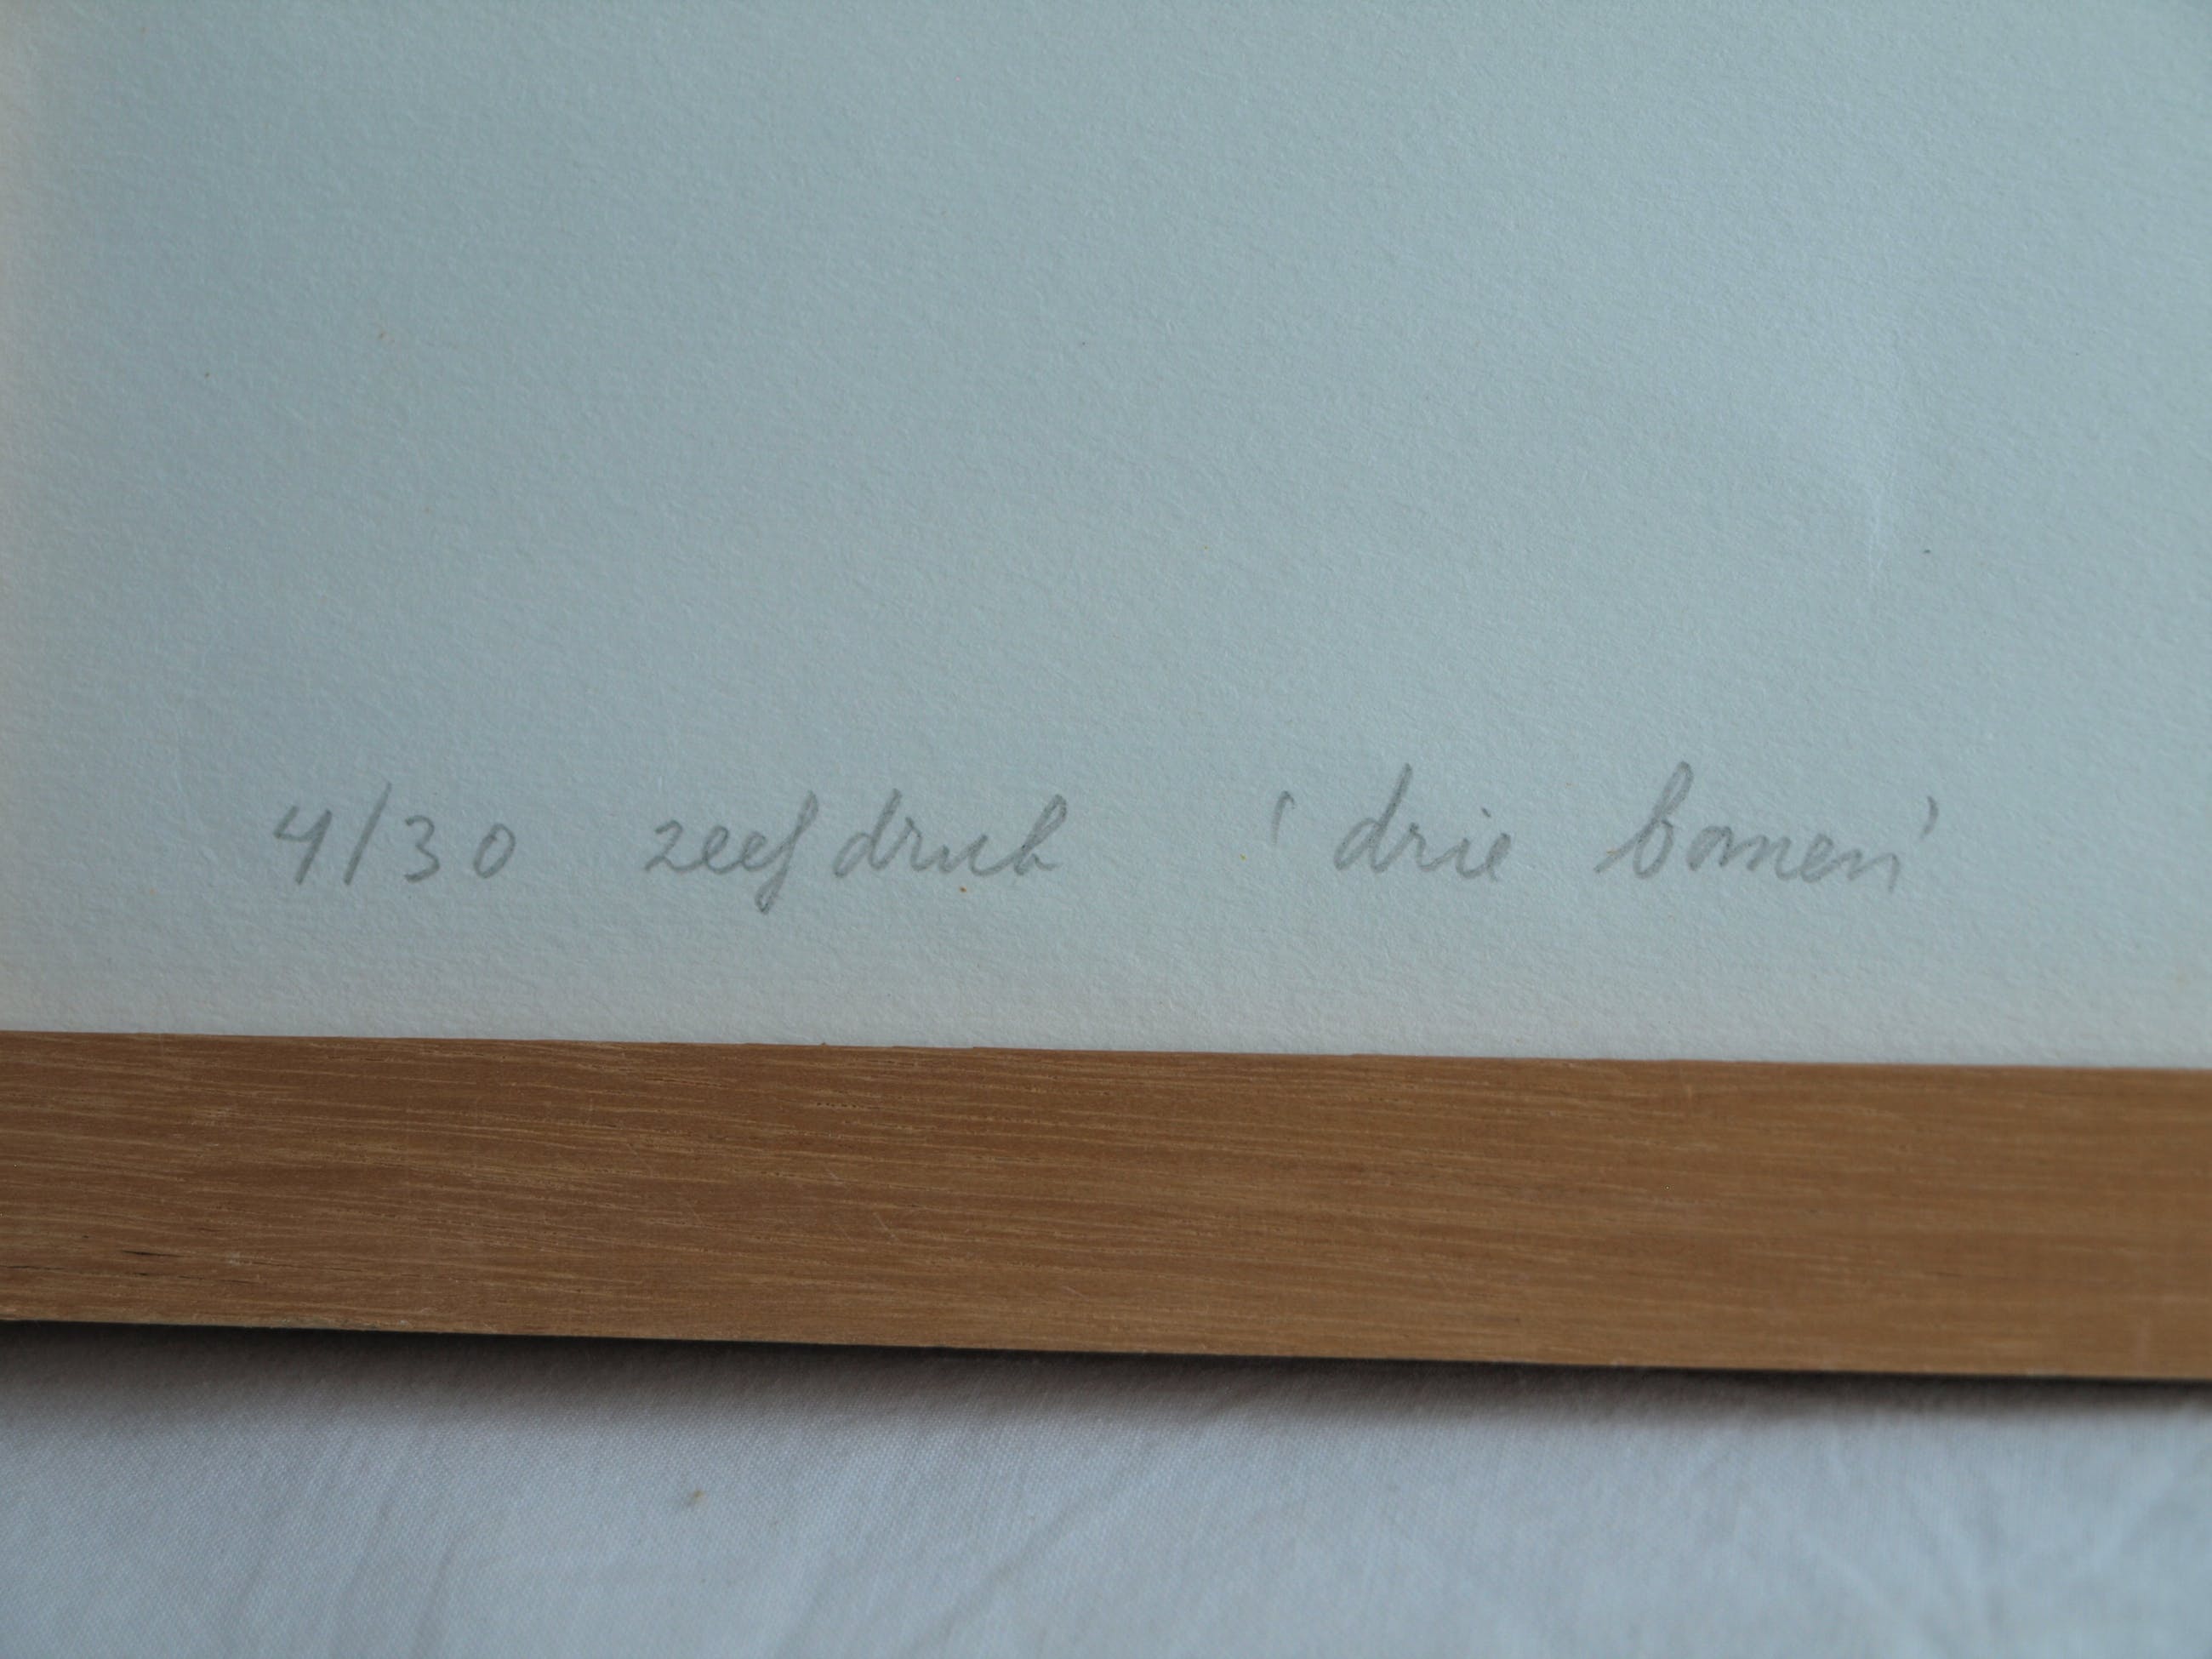 4/30 zeefdruk 'drie bomen'